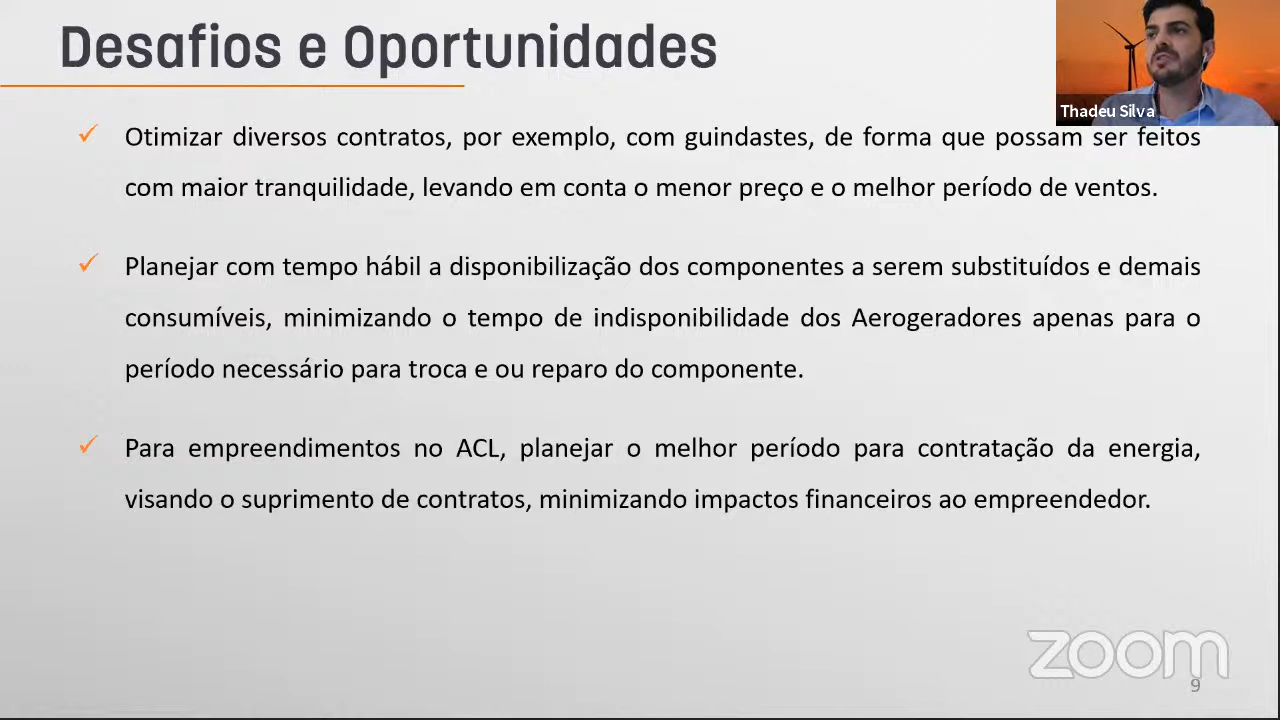 Desafios e Oportunidades
Thadeu Silva
Otimizar diversos contratos, por exemplo, com guindastes, de forma que possam ser feitos
com maior tranquilidade, levando em conta o menor preço e o melhor período de ventos.
Planejar com tempo hábil a disponibilização dos componentes a serem substituídos e demais
consumíveis, minimizando o tempo de indisponibilidade dos Aerogeradores apenas para o
período necessário para troca e ou reparo do componente.
Para empreendimentos no ACL, planejar o melhor período para contratação da energia,
visando o suprimento de contratos, minimizando impactos financeiros ao empreendedor.
zoom
9